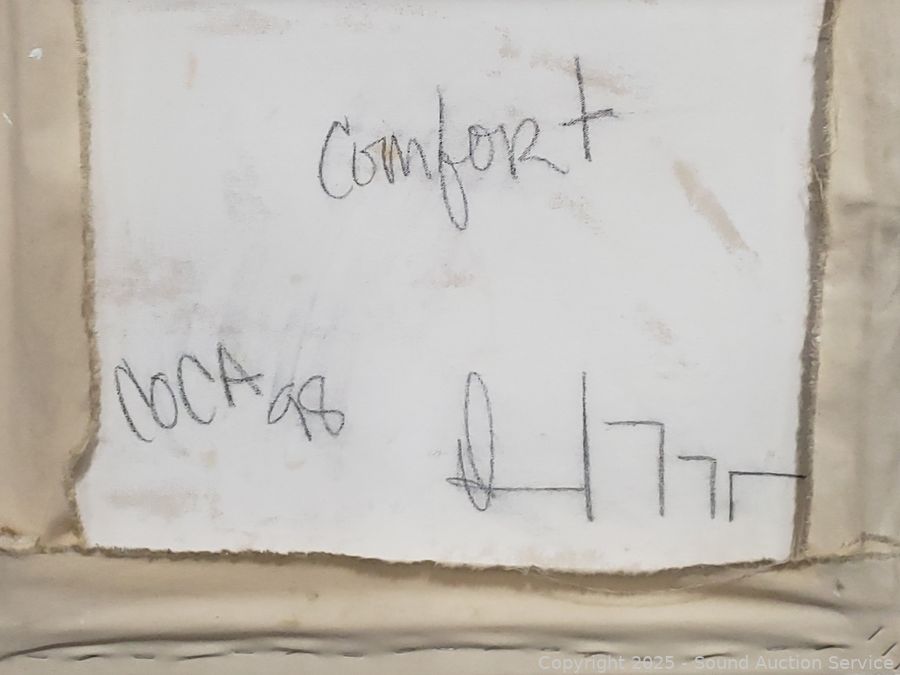 Comfort
COCA 98
Copyright 2025 - Sound Auction Service